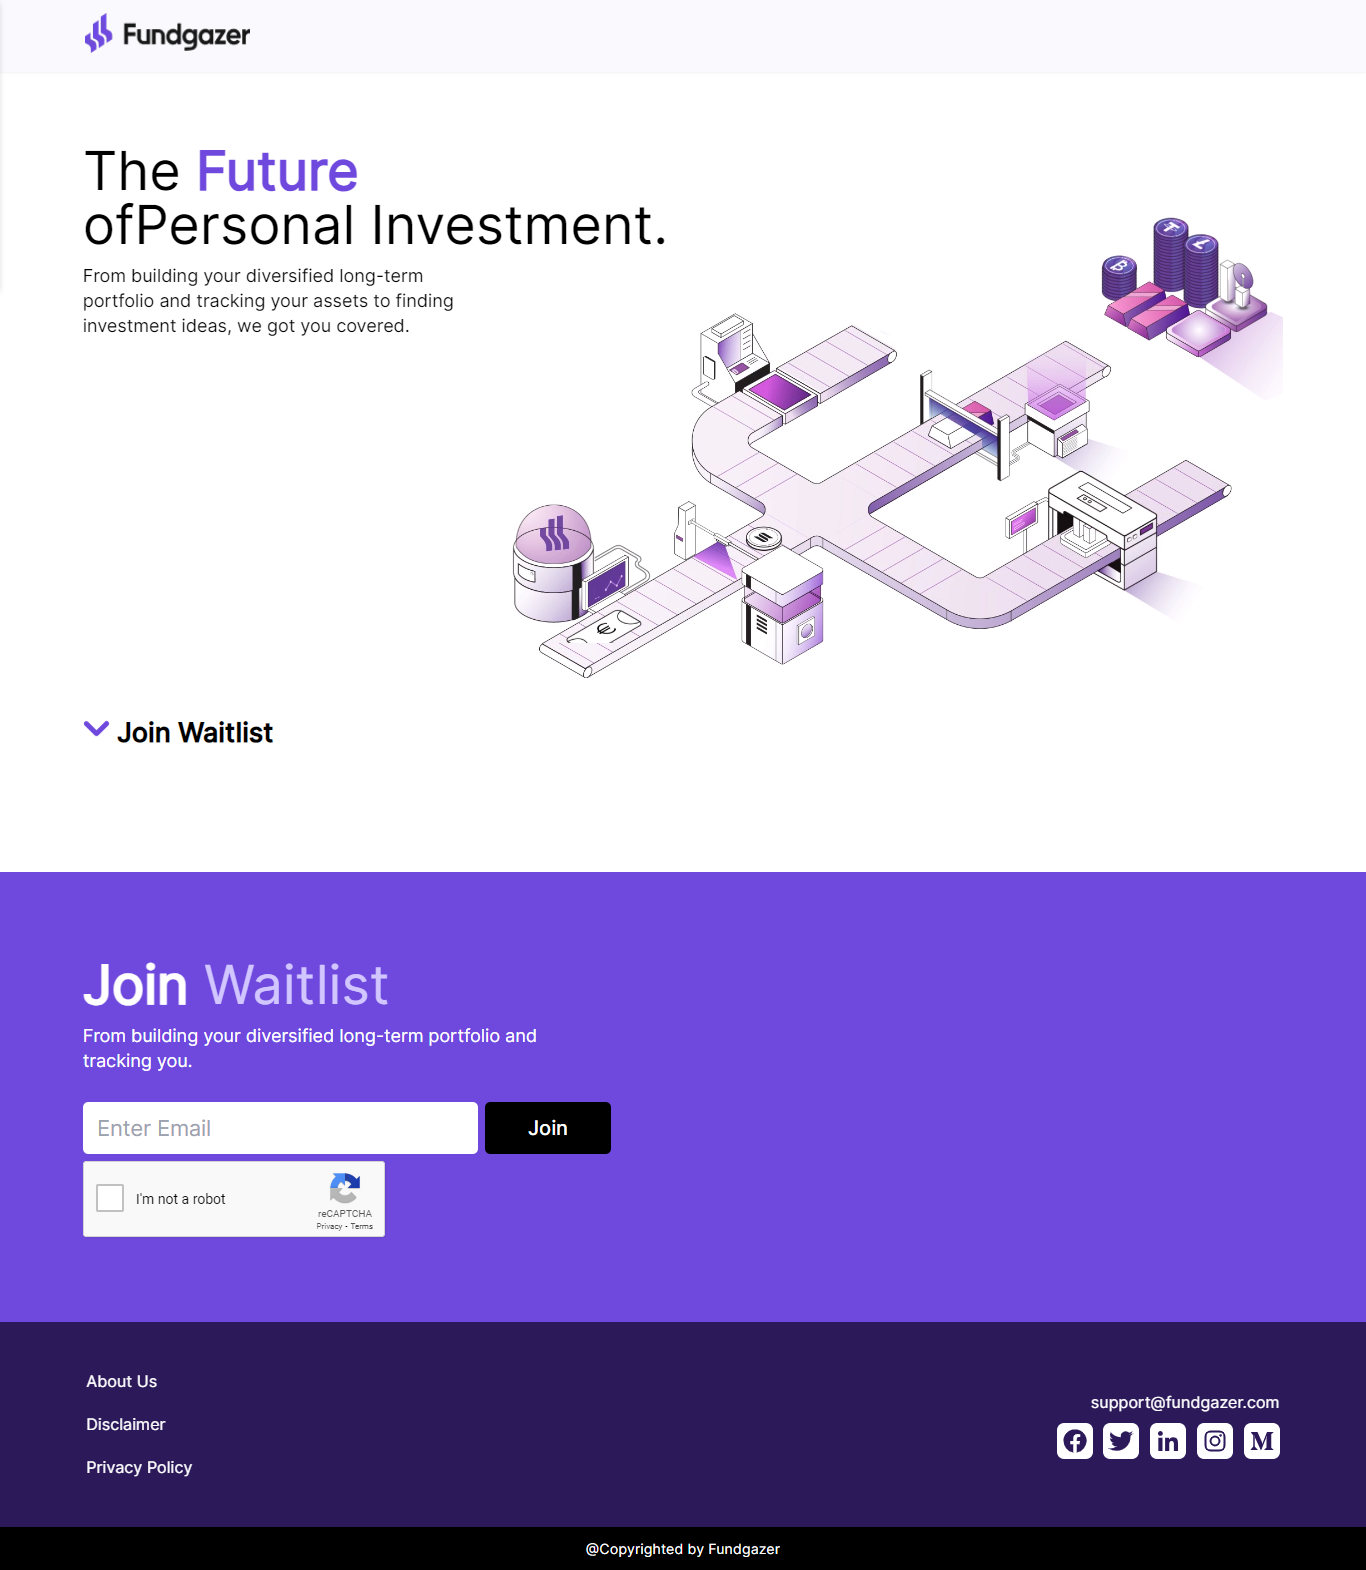 Fundgazer
The Future
ofPersonal Investment.
From building your diversified long-term
portfolio and tracking your assets to finding
investment ideas, we got you covered.
Join Waitlist
Join Waitlist
From building your diversified long-term portfolio and
tracking you.
Enter Email
Join
I'm not a robot
reCAPTCHA
Privacy - Terms
About Us
Disclaimer
Privacy Policy
support@fundgazer.com
@Copyrighted by Fundgazer